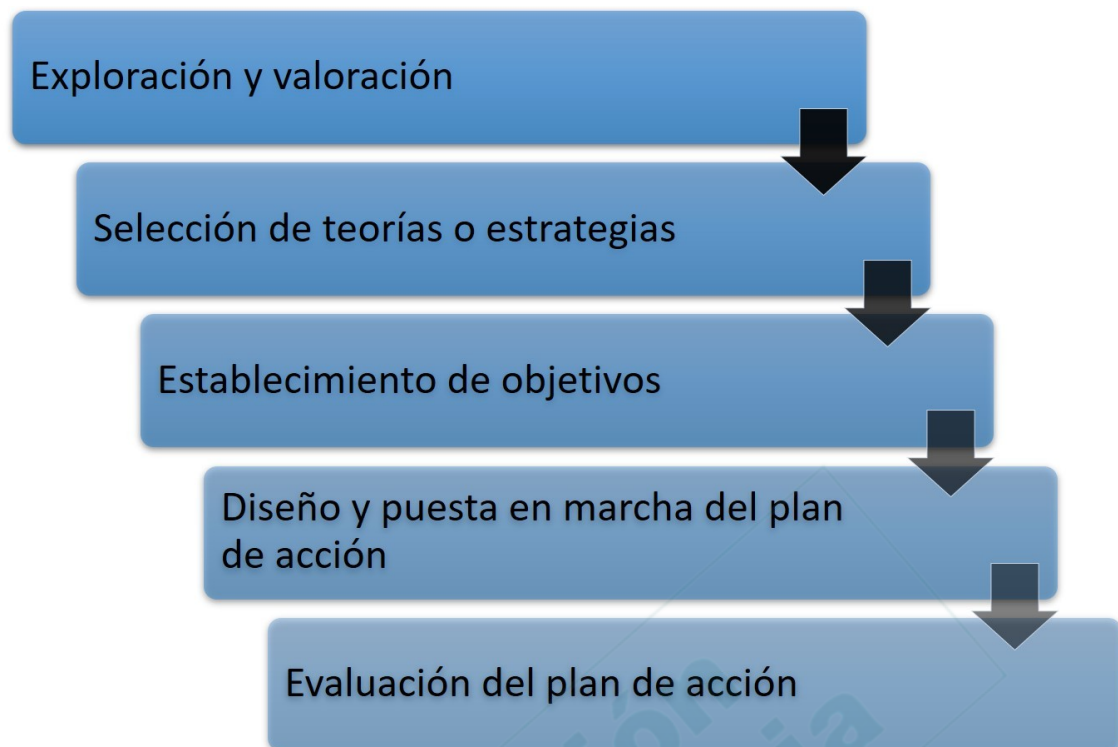 Exploración y valoración
Selección de teorías o estrategias
Establecimiento de objetivos
Diseño y puesta en marcha del plan
de acción
Evaluación del plan de acción